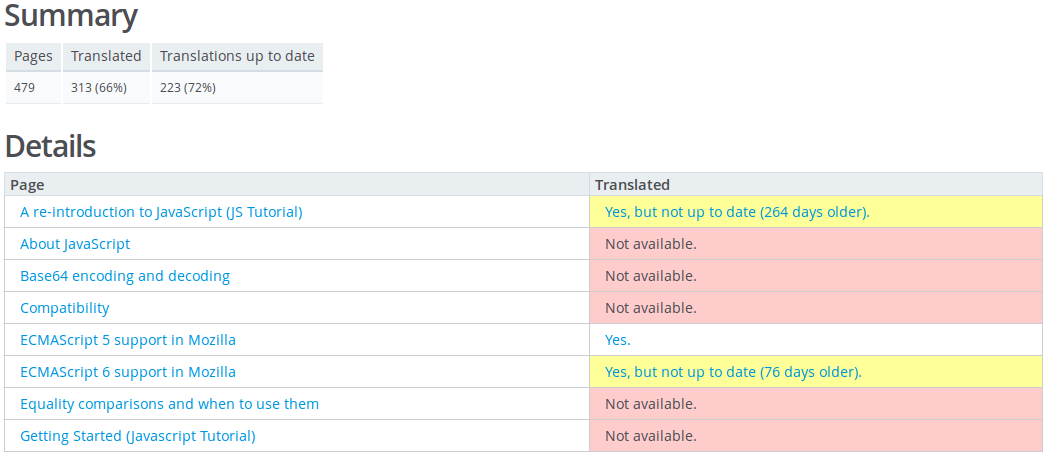 Summary
Pages Translated Translations up to date
479 313 (66%) 223 (72%)
Details
Page Translated
A re-introduction to JavaScript (JS Tutorial) Yes, but not up to date (264 days older).
About JavaScript Not available.
Base64 encoding and decoding Not available.
Compatibility Not available.
ECMAScript 5 support in Mozilla Yes.
ECMAScript 6 support in Mozilla Yes, but not up to date (76 days older).
Equality comparisons and when to use them Not available.
Getting Started (Javascript Tutorial) Not available.